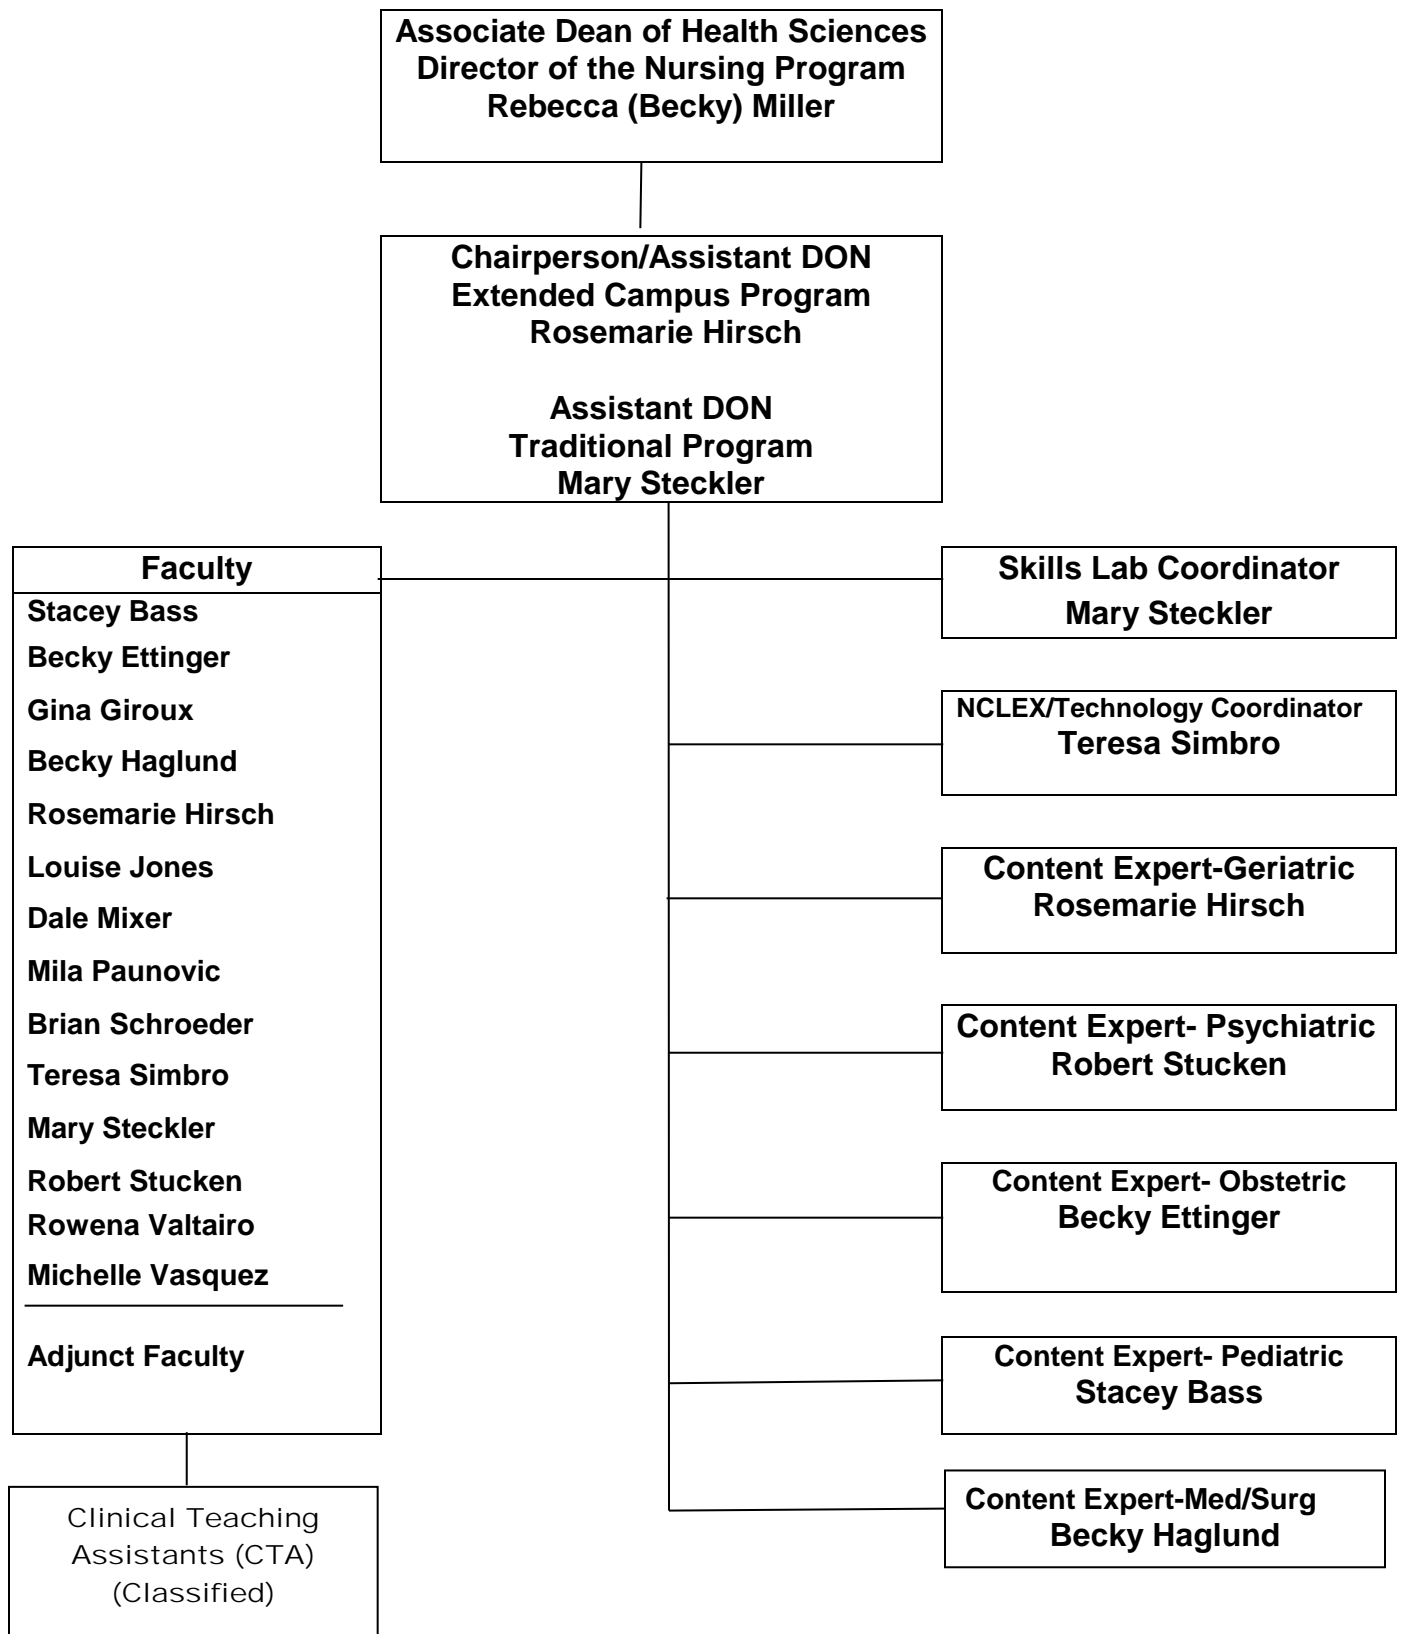 Associate Dean of Health Sciences
Director of the Nursing Program
Rebecca (Becky) Miller
Chairperson/Assistant DON
Extended Campus Program
Rosemarie Hirsch
Assistant DON
Traditional Program
Mary Steckler
Faculty
Stacey Bass
Becky Ettinger
Gina Giroux
Becky Haglund
Rosemarie Hirsch
Louise Jones
Dale Mixer
Mila Paunovic
Brian Schroeder
Teresa Simbro
Mary Steckler
Robert Stucken
Rowena Valtairo
Michelle Vasquez
Adjunct Faculty
Clinical Teaching
Assistants (CTA)
(Classified)
Skills Lab Coordinator
Mary Steckler
NCLEX/Technology Coordinator
Teresa Simbro
Content Expert-Geriatric
Rosemarie Hirsch
Content Expert- Psychiatric
Robert Stucken
Content Expert- Obstetric
Becky Ettinger
Content Expert- Pediatric
Stacey Bass
Content Expert-Med/Surg
Becky Haglund